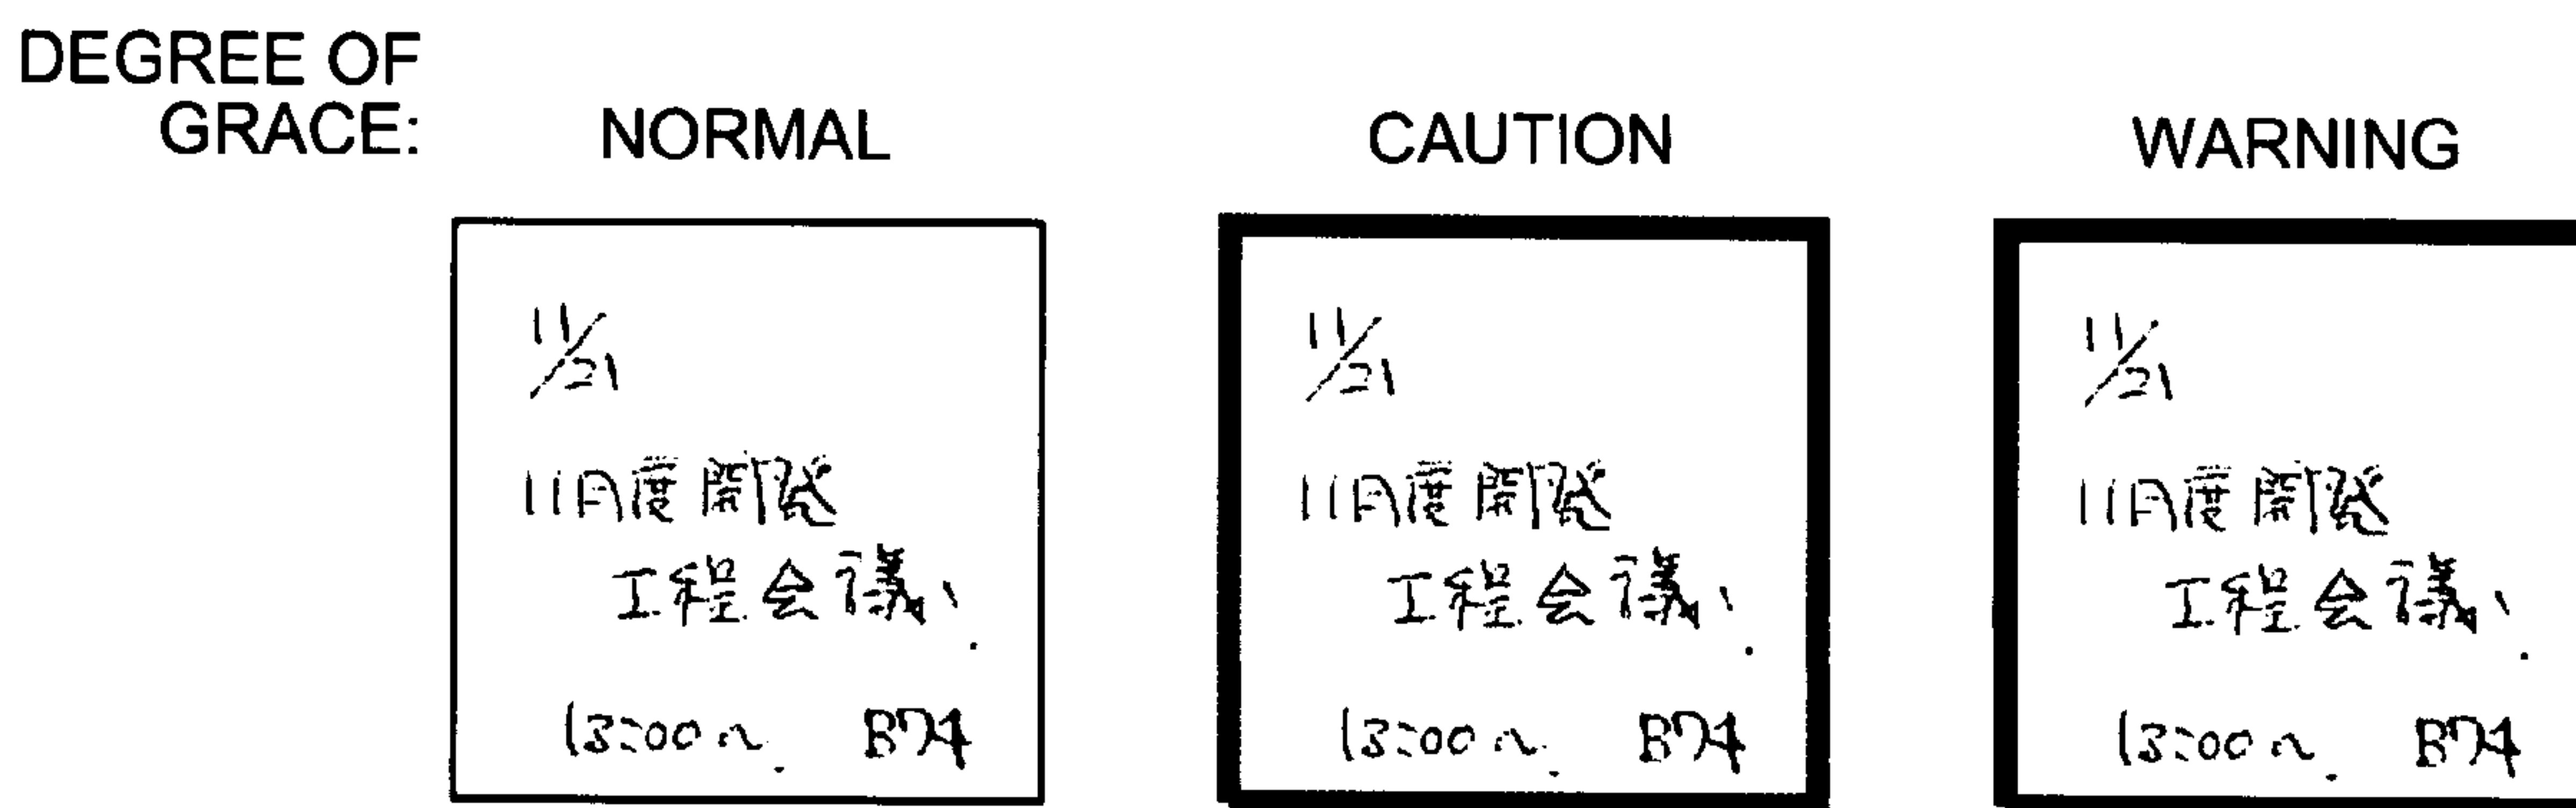 DEGREE OF
GRACE:
NORMAL
CAUTION
WARNING
11/21
11月度開発
工程会議
13:00~ B74
11/21
11月度開発
工程会議
13:00~ B74
11/21
11月度開発
工程会議
13:00~ B74